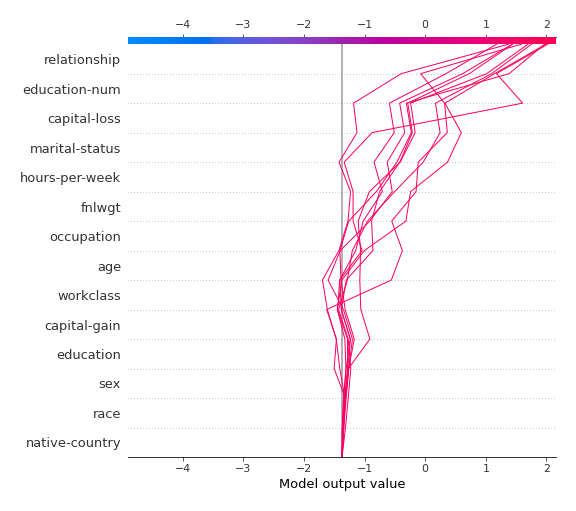 −4 −3 −2 −1 0 1 2
relationship
education-num
capital-loss
marital-status
hours-per-week
fnlwgt
occupation
age
workclass
capital-gain
education
sex
race
native-country
−4 −3 −2 −1 0 1 2
Model output value